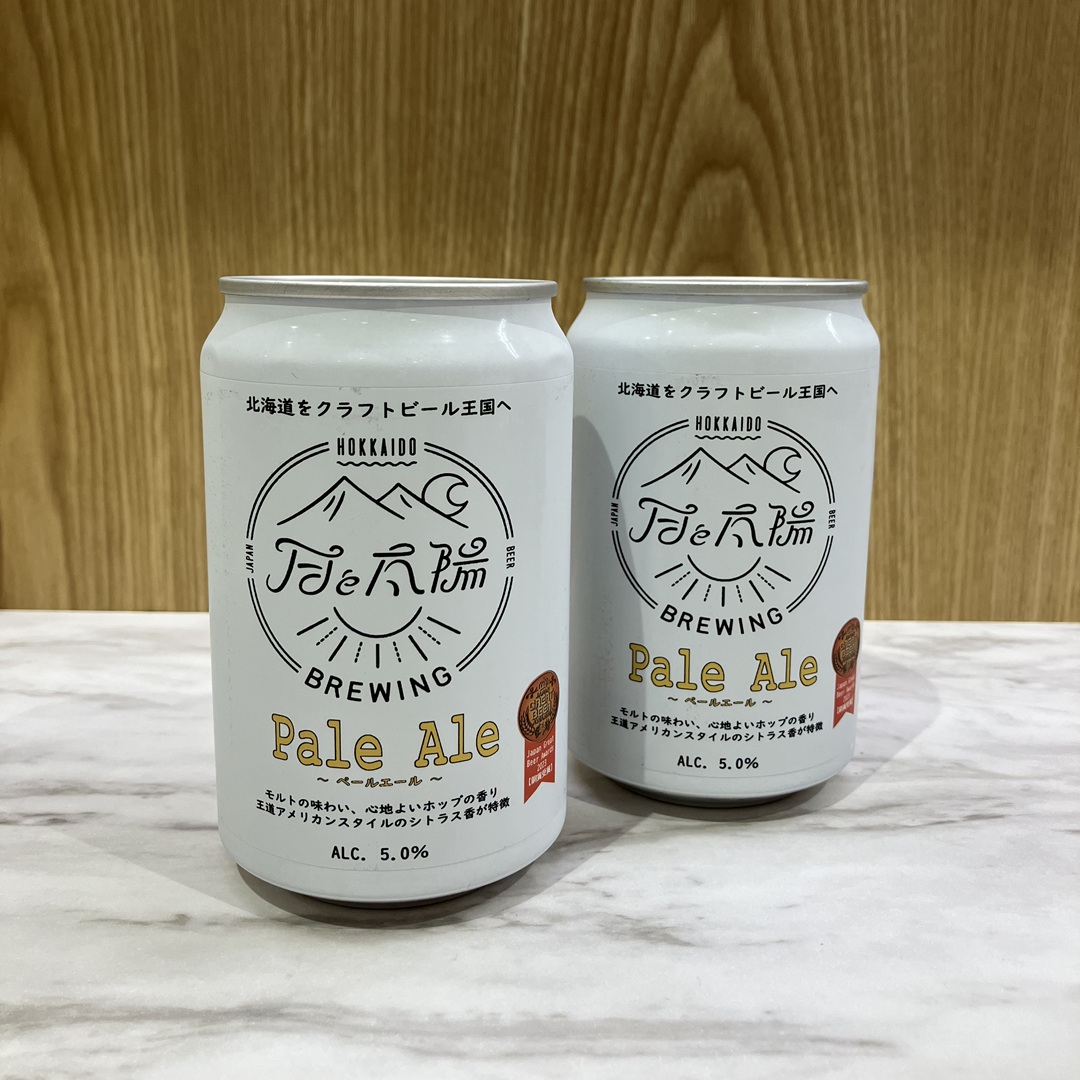 北海道をクラフトビール王国へ
HOKKAIDO
月と太陽
JAPAN
BEER
BREWING
Pale Ale
～ ペールエール ～
モルトの味わい、心地よいホップの香り
王道アメリカンスタイルのシトラス香が特徴
ALC. 5.0%
Japan Great
Beer Awards
北海道をクラフトビール王国へ
HOKKAIDO
月と太陽
JAPAN
BEER
BREWING
Pale Ale
～ ペールエール ～
モルトの味わい、心地よいホップの香り
王道アメリカンスタイルのシトラス香が特徴
ALC. 5.0%